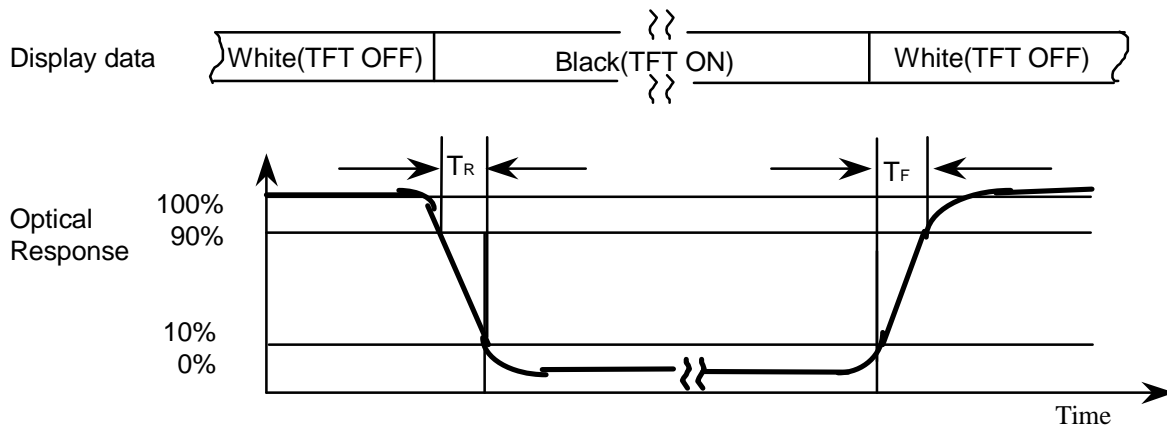 Display data
White(TFT OFF)
Black(TFT ON)
White(TFT OFF)
TR
TF
Optical
Response
100%
90%
10%
0%
Time